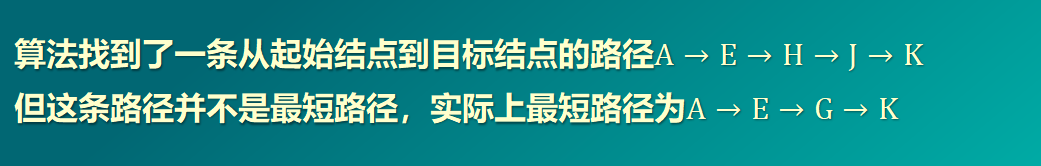 算法找到了一条从起始结点到目标结点的路径A → E → H → J → K
但这条路径并不是最短路径，实际上最短路径为A → E → G → K